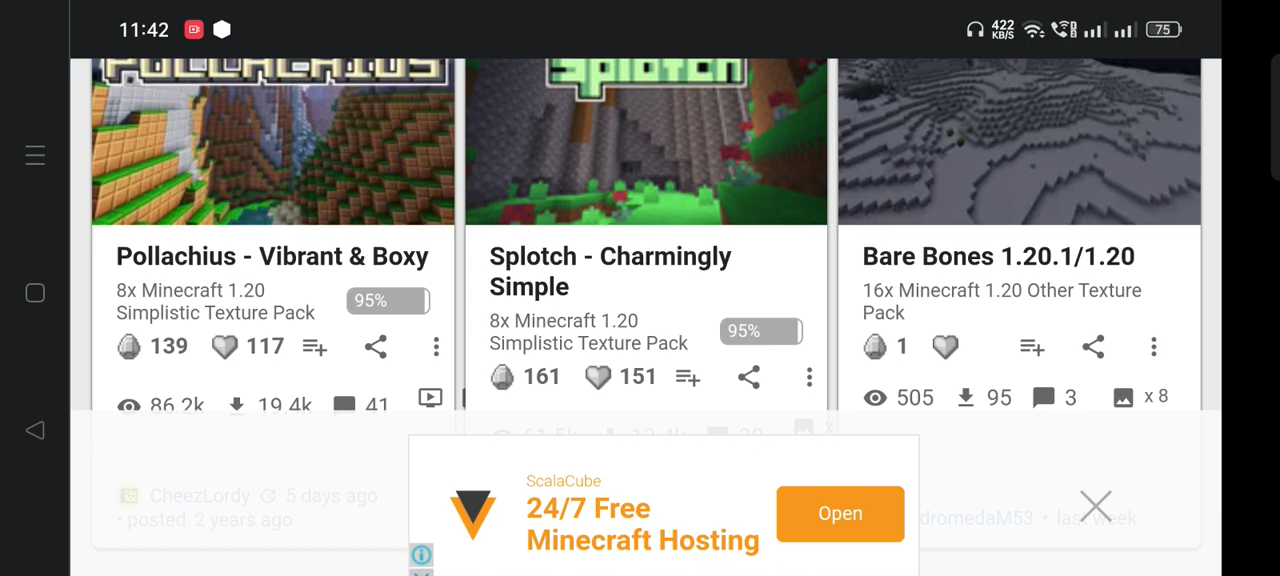 11:42
422
KB/S
75
POLLACHIUS
Splotch
Pollachius - Vibrant & Boxy
8x Minecraft 1.20
Simplistic Texture Pack
95%
139
117
86.2k
19.4k
41
CheezLordy
5 days ago
• posted 2 years ago
Splotch - Charmingly
Simple
8x Minecraft 1.20
Simplistic Texture Pack
95%
161
151
Bare Bones 1.20.1/1.20
16x Minecraft 1.20 Other Texture
Pack
1
505
95
3
x 8
dromedaM53 • last week
ScalaCube
24/7 Free
Minecraft Hosting
Open